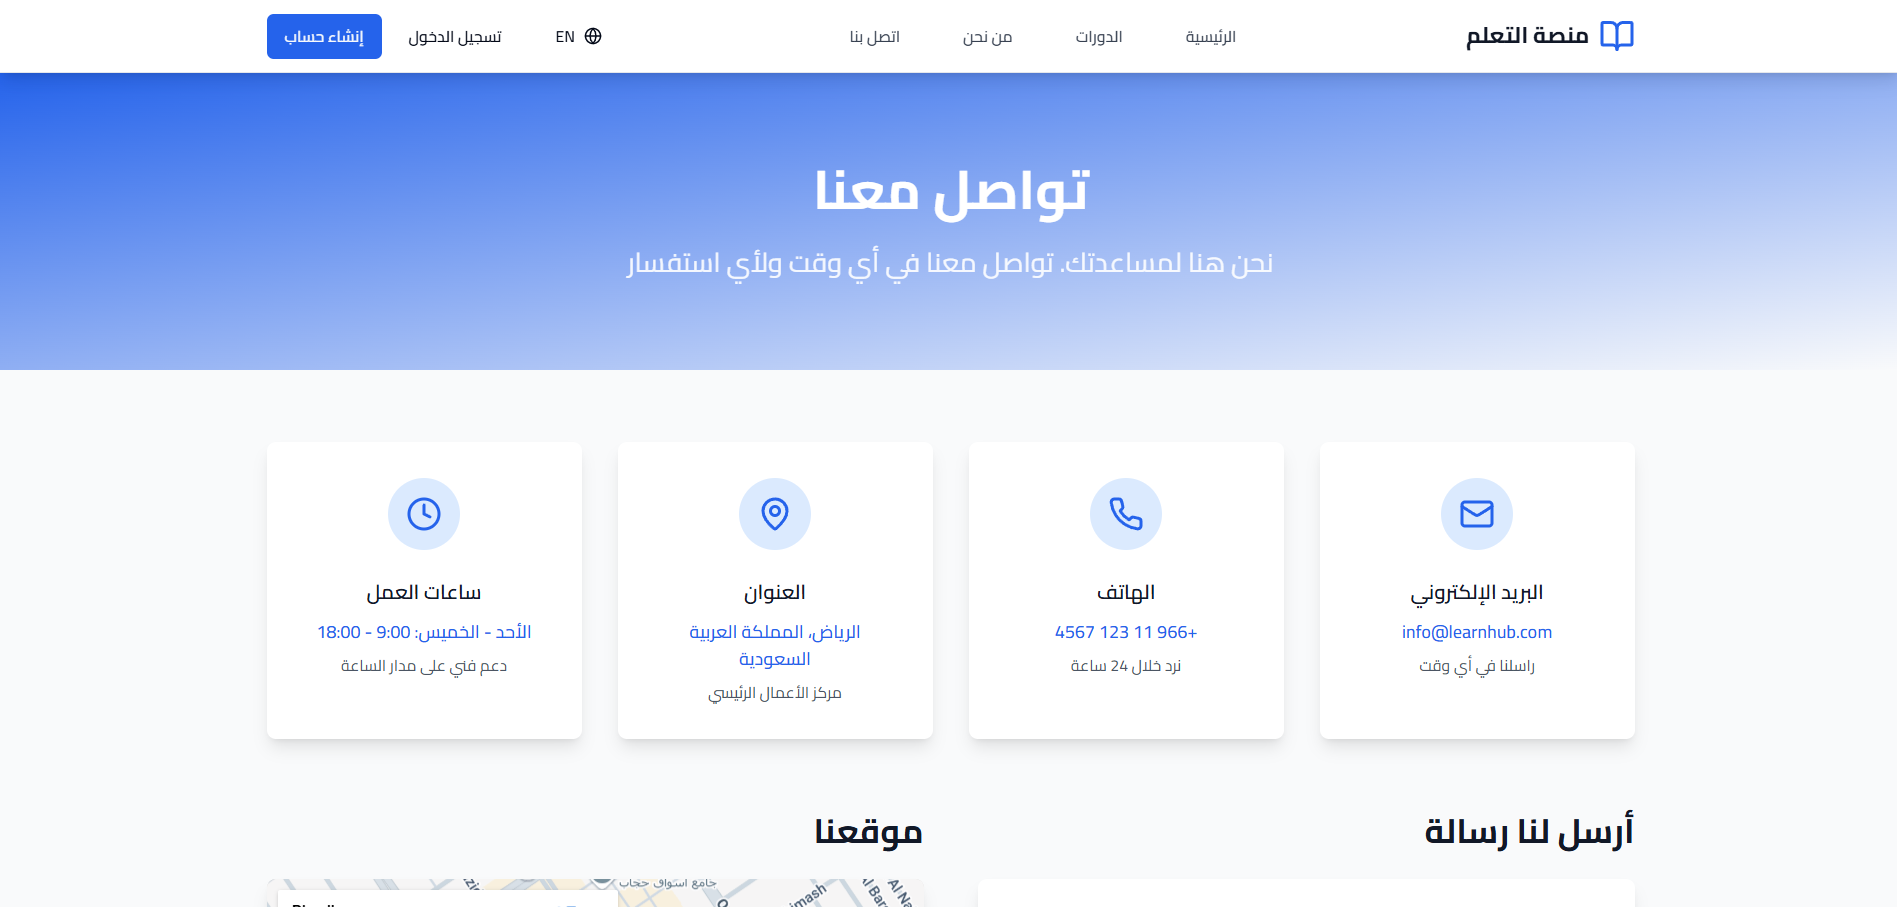 منصة التعلم
الرئيسية
الدورات
من نحن
اتصل بنا
EN
تسجيل الدخول
إنشاء حساب
تواصل معنا
نحن هنا لمساعدتك. تواصل معنا في أي وقت ولأي استفسار
البريد الإلكتروني
info@learnhub.com
راسلنا في أي وقت
الهاتف
+966 11 123 4567
نرد خلال 24 ساعة
العنوان
الرياض، المملكة العربية
السعودية
مركز الأعمال الرئيسي
ساعات العمل
الأحد - الخميس: 9:00 - 18:00
دعم فني على مدار الساعة
أرسل لنا رسالة
موقعنا
جامع اسواق حجاب